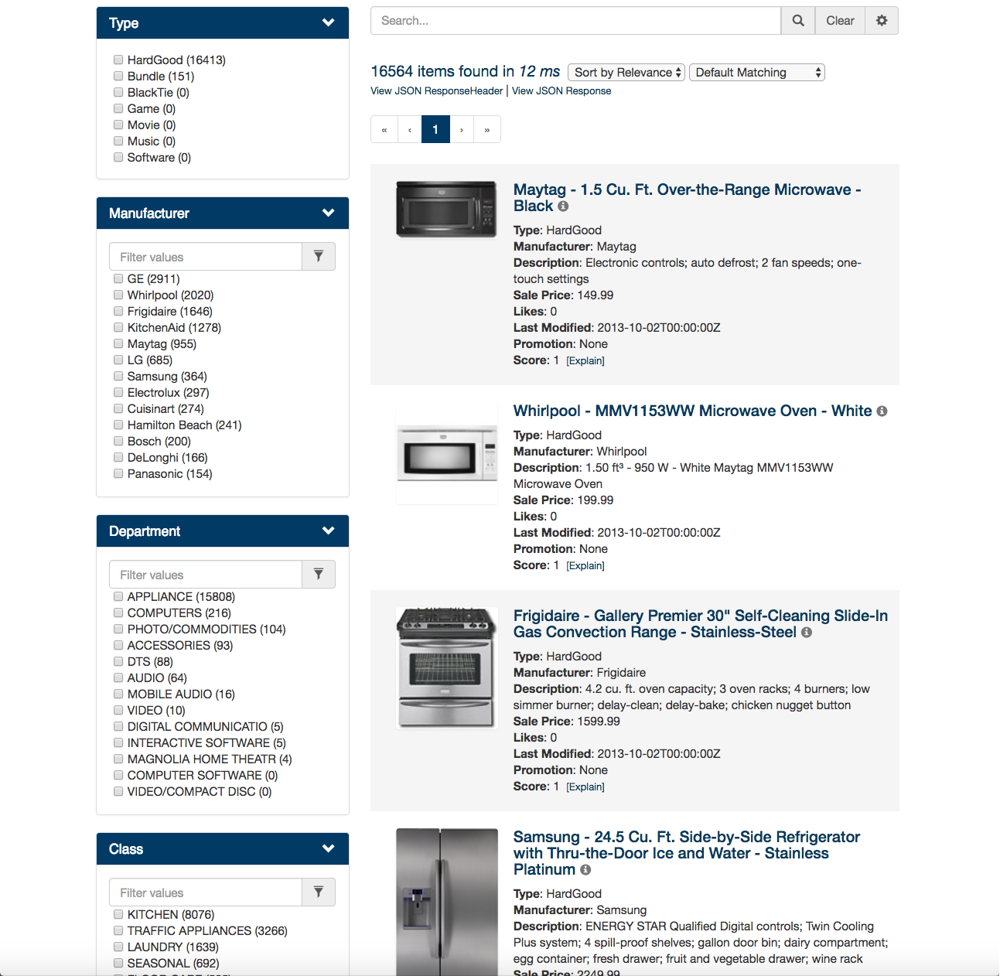 Type
HardGood (16413)
Bundle (151)
BlackTie (0)
Game (0)
Movie (0)
Music (0)
Software (0)
Manufacturer
Filter values
GE (2911)
Whirlpool (2020)
Frigidaire (1646)
KitchenAid (1278)
Maytag (955)
LG (685)
Samsung (364)
Electrolux (297)
Cuisinart (274)
Hamilton Beach (241)
Bosch (200)
DeLonghi (166)
Panasonic (154)
Department
Filter values
APPLIANCE (15808)
COMPUTERS (216)
PHOTO/COMMODITIES (104)
ACCESSORIES (93)
DTS (88)
AUDIO (64)
MOBILE AUDIO (16)
VIDEO (10)
DIGITAL COMMUNICATIO (5)
INTERACTIVE SOFTWARE (5)
MAGNOLIA HOME THEATR (4)
COMPUTER SOFTWARE (0)
VIDEO/COMPACT DISC (0)
Class
Filter values
KITCHEN (8076)
TRAFFIC APPLIANCES (3266)
LAUNDRY (1639)
SEASONAL (692)
Search...
Clear
16564 items found in 12 ms
Sort by Relevance
Default Matching
View JSON ResponseHeader | View JSON Response
« ‹ 1 › »
Maytag - 1.5 Cu. Ft. Over-the-Range Microwave -
Black
Type: HardGood
Manufacturer: Maytag
Description: Electronic controls; auto defrost; 2 fan speeds; one-
touch settings
Sale Price: 149.99
Likes: 0
Last Modified: 2013-10-02T00:00:00Z
Promotion: None
Score: 1 [Explain]
Whirlpool - MMV1153WW Microwave Oven - White
Type: HardGood
Manufacturer: Whirlpool
Description: 1.50 ft³ - 950 W - White Maytag MMV1153WW
Microwave Oven
Sale Price: 199.99
Likes: 0
Last Modified: 2013-10-02T00:00:00Z
Promotion: None
Score: 1 [Explain]
Frigidaire - Gallery Premier 30" Self-Cleaning Slide-In
Gas Convection Range - Stainless-Steel
Type: HardGood
Manufacturer: Frigidaire
Description: 4.2 cu. ft. oven capacity; 3 oven racks; 4 burners; low
simmer burner; delay-clean; delay-bake; chicken nugget button
Sale Price: 1599.99
Likes: 0
Last Modified: 2013-10-02T00:00:00Z
Promotion: None
Score: 1 [Explain]
Samsung - 24.5 Cu. Ft. Side-by-Side Refrigerator
with Thru-the-Door Ice and Water - Stainless
Platinum
Type: HardGood
Manufacturer: Samsung
Description: ENERGY STAR Qualified Digital controls; Twin Cooling
Plus system; 4 spill-proof shelves; gallon door bin; dairy compartment;
egg container; fresh drawer; fruit and vegetable drawer; wine rack
Sale Price: 2249.99